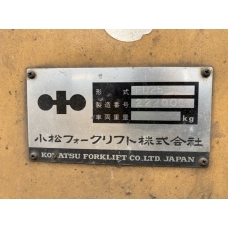 形式
製造番号
車両重量 kg
小松フォークリフト株式会社
KOMATSU FORKLIFT CO.,LTD. JAPAN